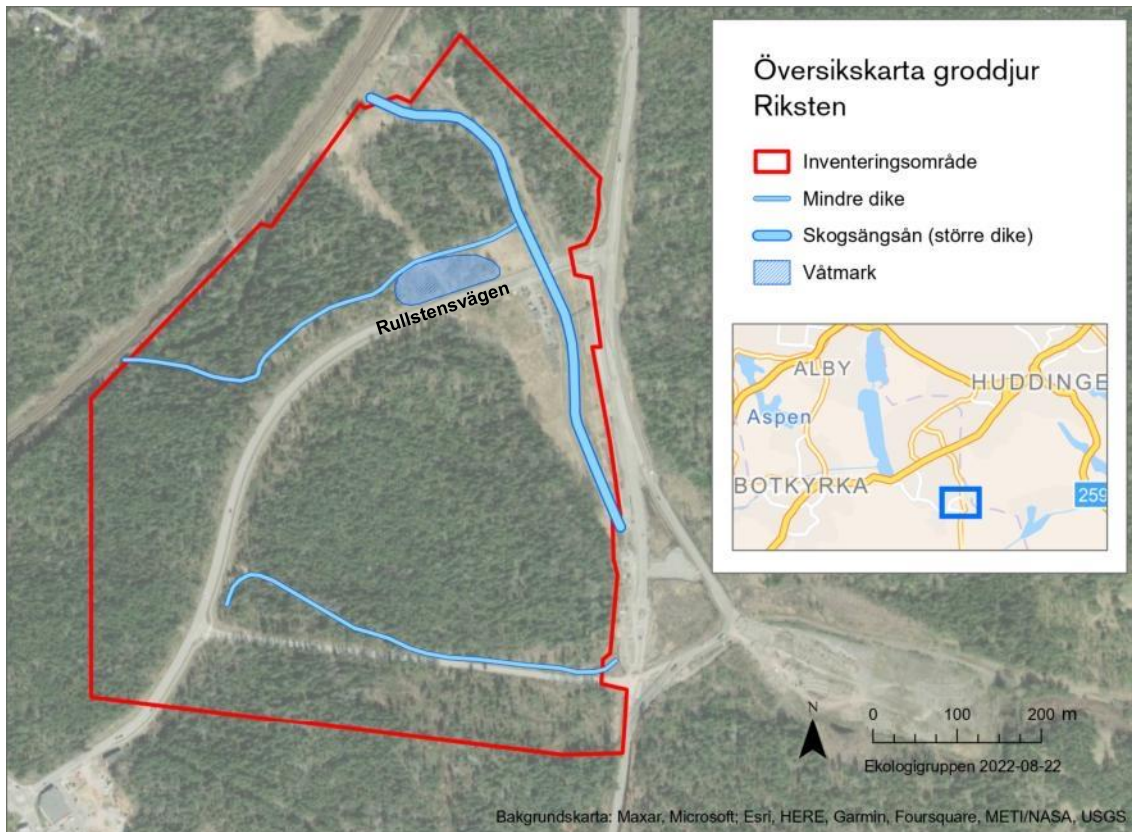 Översikskarta groddjur
Riksten
Inventeringsområde
Mindre dike
Skogsängsån (större dike)
Våtmark
Rullstensvägen
ALBY
HUDDINGE
Aspen
BOTKYRKA
259
N
0 100 200 m
Ekologigruppen 2022-08-22
Bakgrundskarta: Maxar, Microsoft; Esri, HERE, Garmin, Foursquare, METI/NASA, USGS